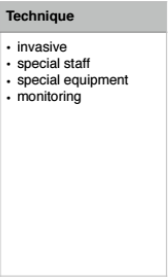 Technique
• invasive
• special staff
• special equipment
• monitoring